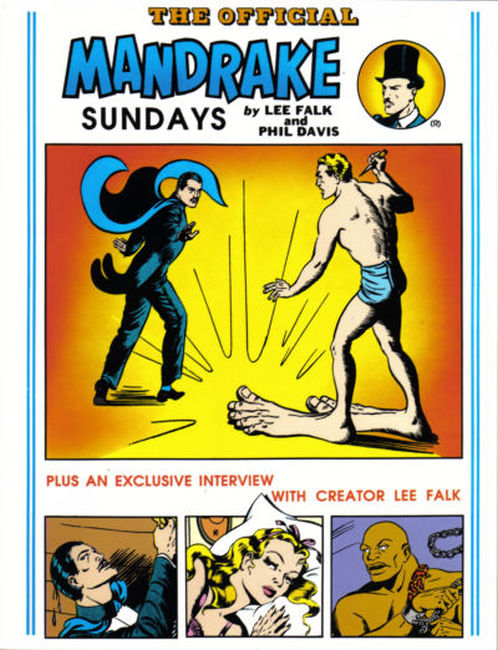 THE OFFICIAL
MANDRAKE
SUNDAYS
by LEE FALK
and
PHIL DAVIS
PLUS AN EXCLUSIVE INTERVIEW
WITH CREATOR LEE FALK